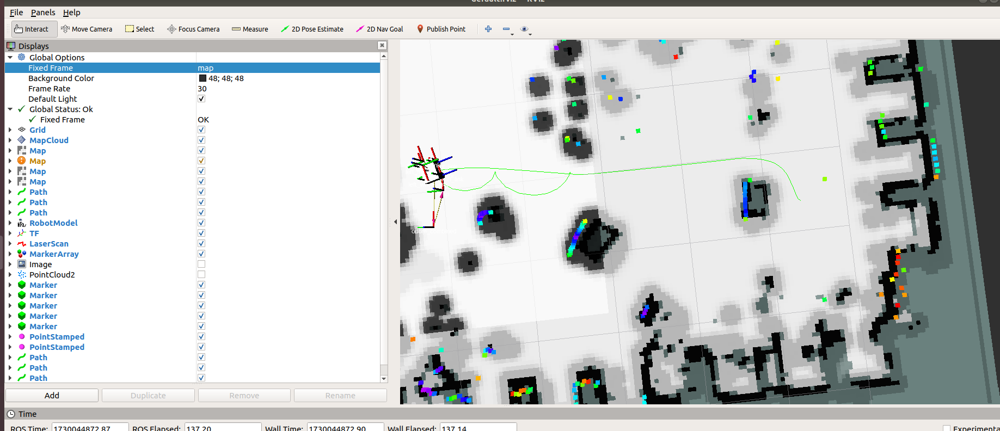 default.rviz* - RViz
File Panels Help
Interact Move Camera Select Focus Camera Measure 2D Pose Estimate 2D Nav Goal Publish Point
Displays
Global Options
Fixed Frame map
Background Color 48; 48; 48
Frame Rate 30
Default Light
Global Status: Ok
Fixed Frame OK
Grid
MapCloud
Map
Map
Map
Map
Path
Path
Path
RobotModel
TF
LaserScan
MarkerArray
Image
PointCloud2
Marker
Marker
Marker
Marker
Marker
PointStamped
PointStamped
Path
Path
Path
Add Duplicate Remove Rename
Time
ROS Time: 1730044872.87 ROS Elapsed: 137.20 Wall Time: 1730044872.90 Wall Elapsed: 137.14 Experimenta